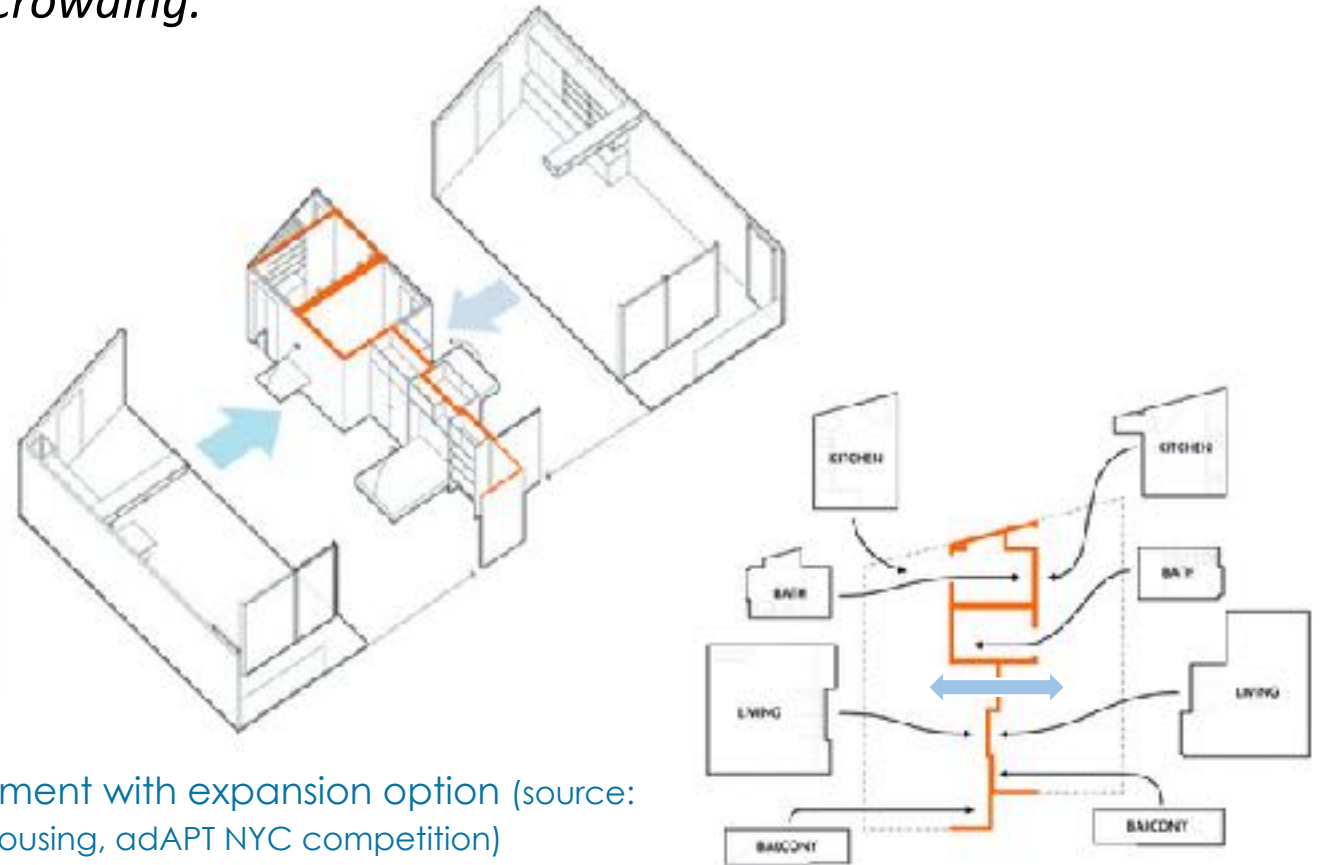 crowding.
KITCHEN
KITCHEN
BATH
BATH
LIVING
LIVING
BALCONY
BALCONY
ment with expansion option (source:
ousing, adAPT NYC competition)